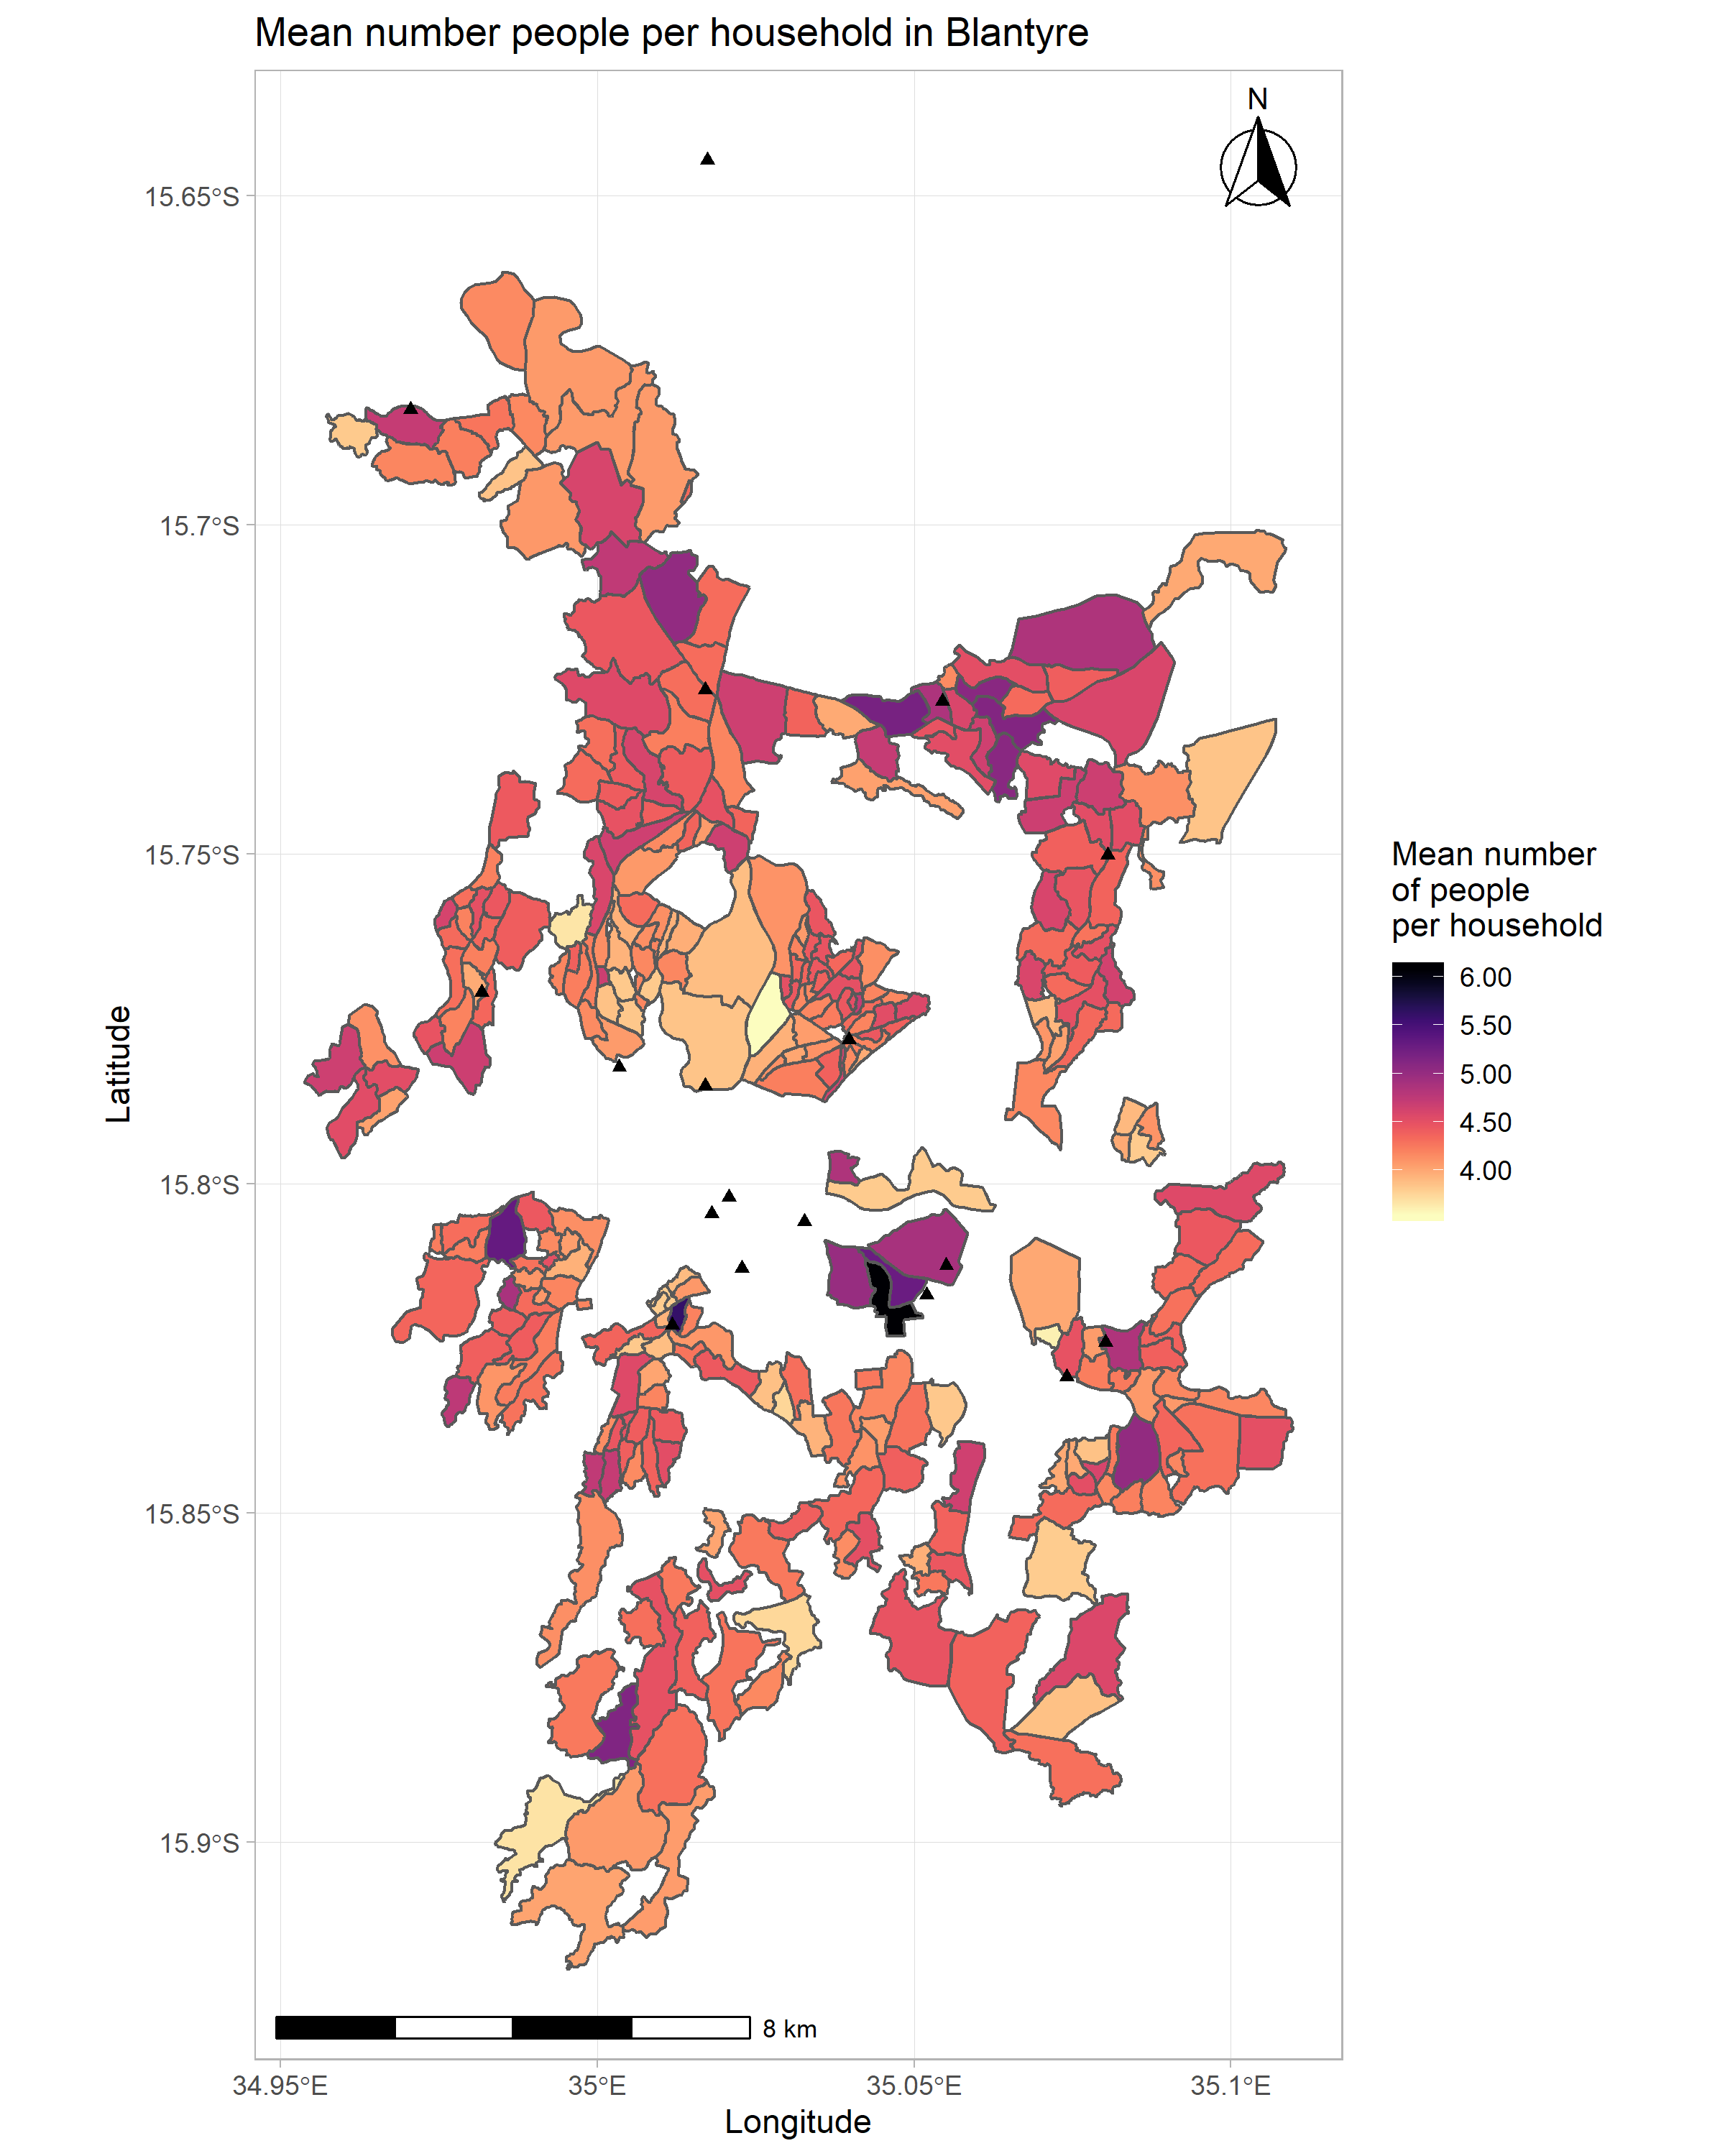 Mean number people per household in Blantyre
N
15.65°S
15.7°S
15.75°S
15.8°S
15.85°S
15.9°S
Latitude
8 km
34.95°E
35°E
35.05°E
35.1°E
Longitude
Mean number
of people
per household
6.00
5.50
5.00
4.50
4.00